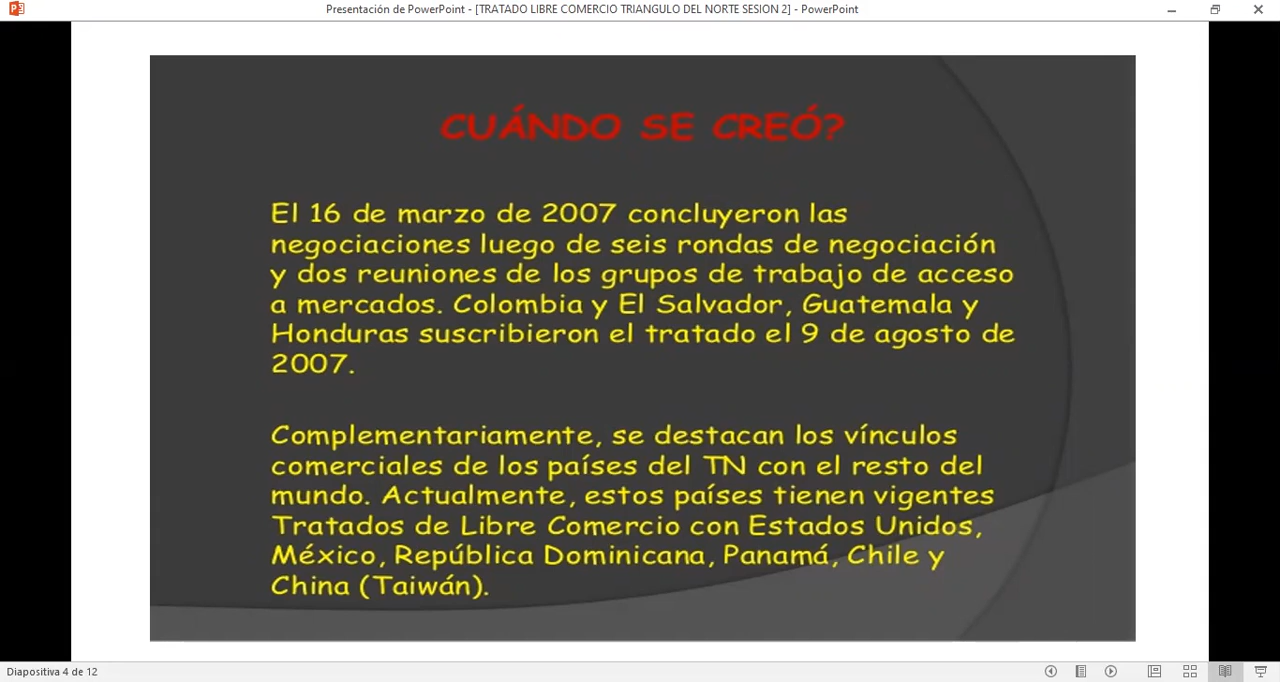 Presentación de PowerPoint - [TRATADO LIBRE COMERCIO TRIANGULO DEL NORTE SESION 2] - PowerPoint
CUÁNDO SE CREÓ?
El 16 de marzo de 2007 concluyeron las
negociaciones luego de seis rondas de negociación
y dos reuniones de los grupos de trabajo de acceso
a mercados. Colombia y El Salvador, Guatemala y
Honduras suscribieron el tratado el 9 de agosto de
2007.
Complementariamente, se destacan los vínculos
comerciales de los países del TN con el resto del
mundo. Actualmente, estos países tienen vigentes
Tratados de Libre Comercio con Estados Unidos,
México, República Dominicana, Panamá, Chile y
China (Taiwán).
Diapositiva 4 de 12